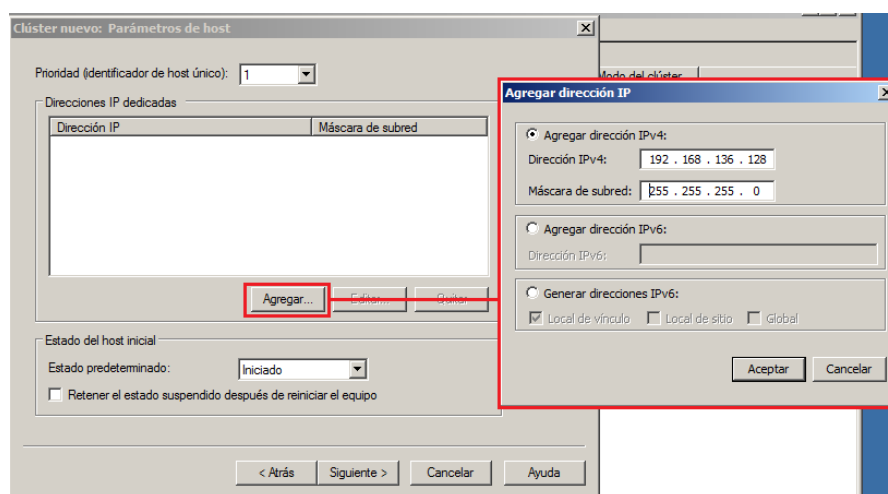 Clúster nuevo: Parámetros de host
Prioridad (identificador de host único): 1
Modo del clúster
Direcciones IP dedicadas
Dirección IP Máscara de subred
Agregar... Editar... Quitar
Estado del host inicial
Estado predeterminado: Iniciado
Retener el estado suspendido después de reiniciar el equipo
< Atrás Siguiente > Cancelar Ayuda
Agregar dirección IP
Agregar dirección IPv4:
Dirección IPv4: 192 . 168 . 136 . 128
Máscara de subred: 255 . 255 . 255 . 0
Agregar dirección IPv6:
Dirección IPv6:
Generar direcciones IPv6:
Local de vínculo Local de sitio Global
Aceptar Cancelar